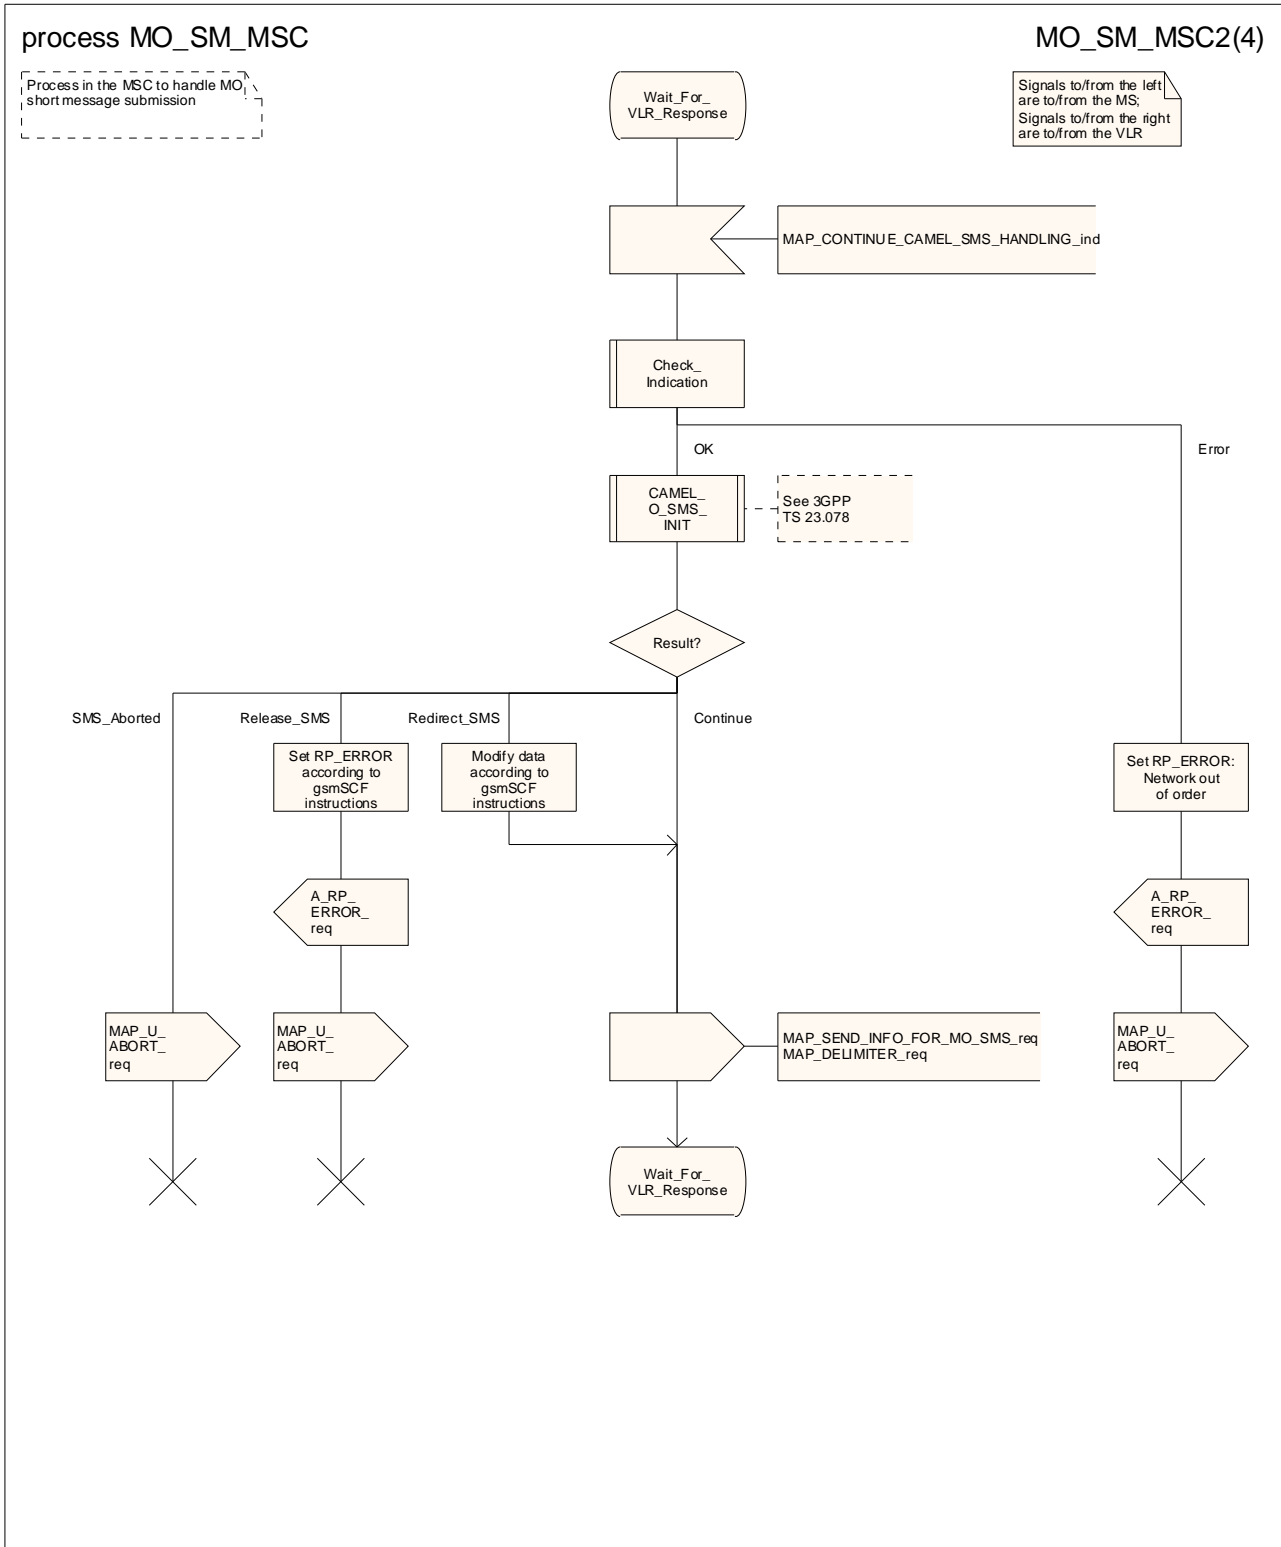 process MO_SM_MSC
MO_SM_MSC2(4)
Process in the MSC to handle MO
short message submission
Wait_For_
VLR_Response
Signals to/from the left
are to/from the MS;
Signals to/from the right
are to/from the VLR
MAP_CONTINUE_CAMEL_SMS_HANDLING_ind
Check_
Indication
OK
Error
CAMEL_
O_SMS_
INIT
See 3GPP
TS 23.078
Result?
SMS_Aborted
Release_SMS
Redirect_SMS
Continue
Set RP_ERROR
according to
gsmSCF
instructions
Modify data
according to
gsmSCF
instructions
Set RP_ERROR:
Network out
of order
A_RP_
ERROR_
req
A_RP_
ERROR_
req
MAP_U_
ABORT_
req
MAP_U_
ABORT_
req
MAP_SEND_INFO_FOR_MO_SMS_req
MAP_DELIMITER_req
MAP_U_
ABORT_
req
Wait_For_
VLR_Response